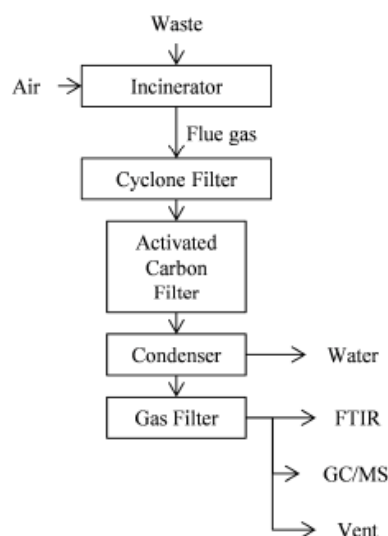 Waste
Air
Incinerator
Flue gas
Cyclone Filter
Activated
Carbon
Filter
Condenser
Water
Gas Filter
FTIR
GC/MS
Vent